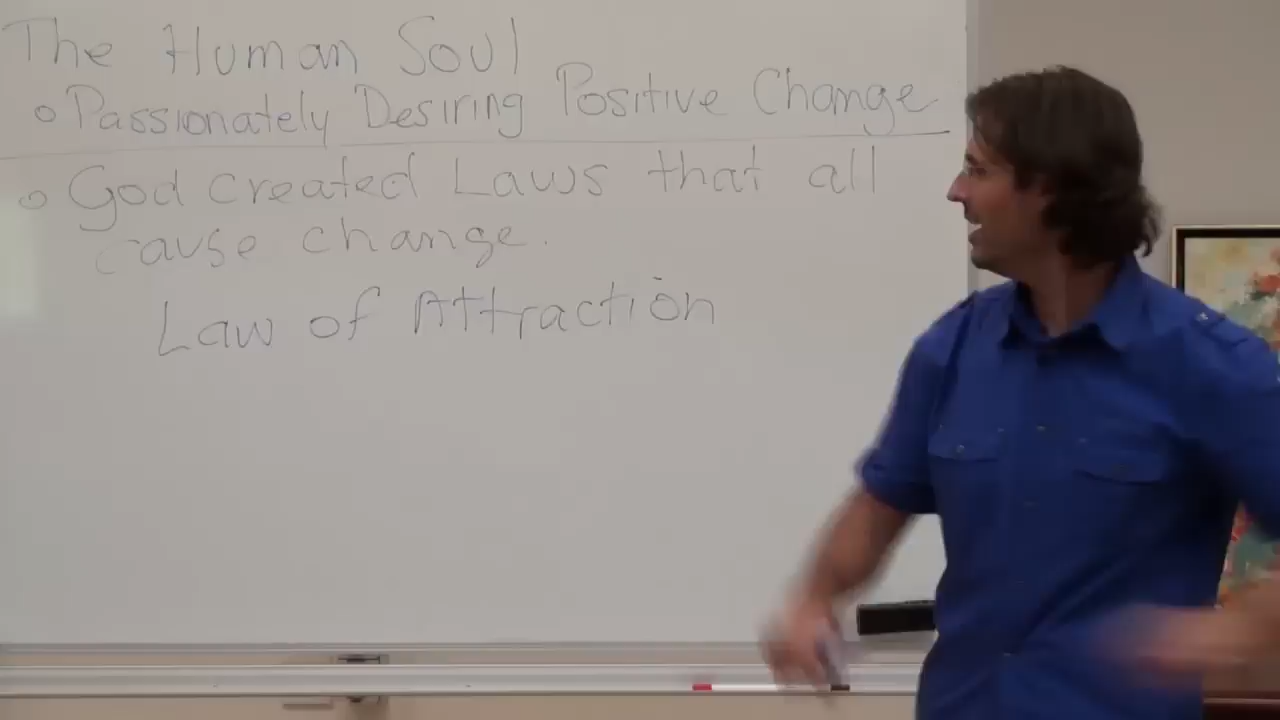 The Human Soul
o Passionately Desiring Positive Change
o God created Laws that all
cause change.
Law of Attraction